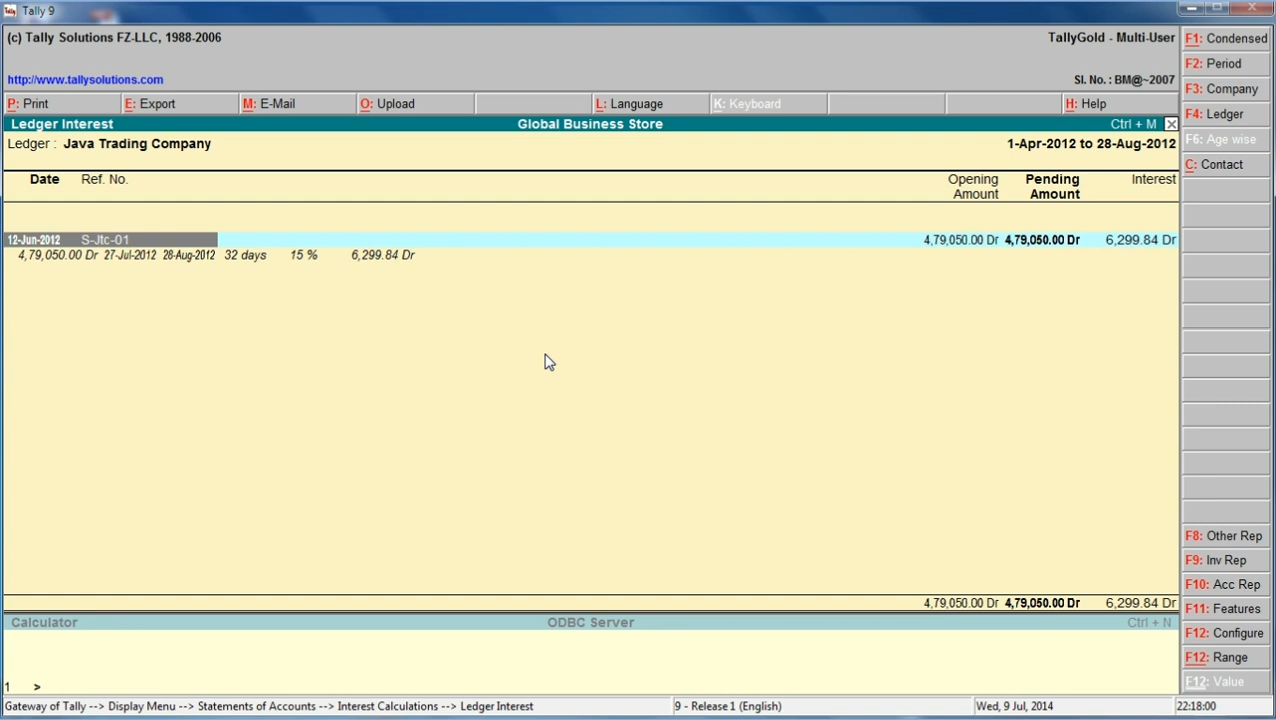 Tally 9
(c) Tally Solutions FZ-LLC, 1988-2006 TallyGold - Multi-User
http://www.tallysolutions.com Sl. No. : BM@~2007
P: Print E: Export M: E-Mail O: Upload L: Language K: Keyboard H: Help
Ledger Interest Global Business Store Ctrl + M
Ledger : Java Trading Company 1-Apr-2012 to 28-Aug-2012
Date Ref. No. Opening Pending Interest
Amount Amount
12-Jun-2012 S-Jtc-01 4,79,050.00 Dr 4,79,050.00 Dr 6,299.84 Dr
4,79,050.00 Dr 27-Jul-2012 28-Aug-2012 32 days 15 % 6,299.84 Dr
4,79,050.00 Dr 4,79,050.00 Dr 6,299.84 Dr
Calculator ODBC Server Ctrl + N
1 >
Gateway of Tally --> Display Menu --> Statements of Accounts --> Interest Calculations --> Ledger Interest 9 - Release 1 (English) Wed, 9 Jul, 2014 22:18:00
F1: Condensed
F2: Period
F3: Company
F4: Ledger
F6: Age wise
C: Contact
F8: Other Rep
F9: Inv Rep
F10: Acc Rep
F11: Features
F12: Configure
F12: Range
F12: Value